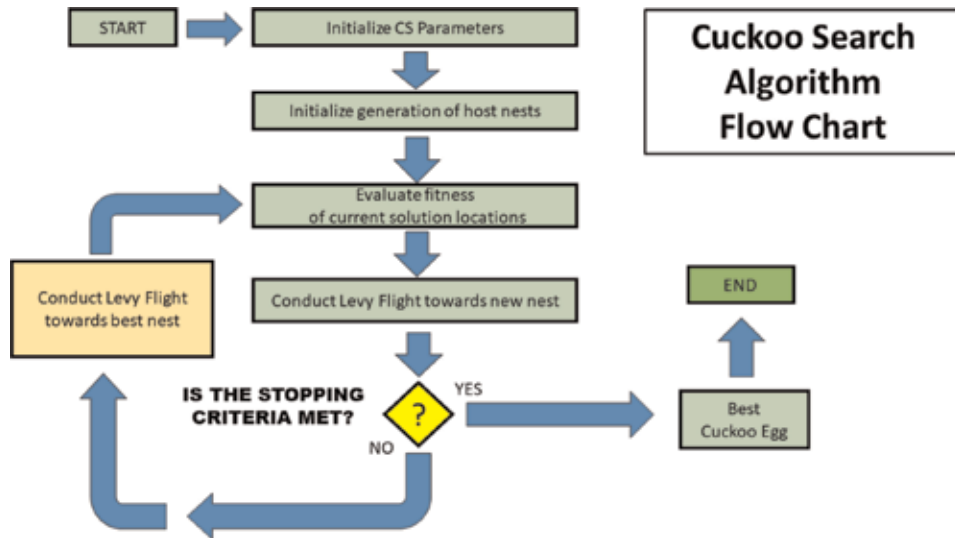 START
Initialize CS Parameters
Cuckoo Search
Algorithm
Flow Chart
Initialize generation of host nests
Evaluate fitness
of current solution locations
Conduct Levy Flight
towards best nest
Conduct Levy Flight towards new nest
END
IS THE STOPPING
CRITERIA MET?
?
YES
NO
Best
Cuckoo Egg